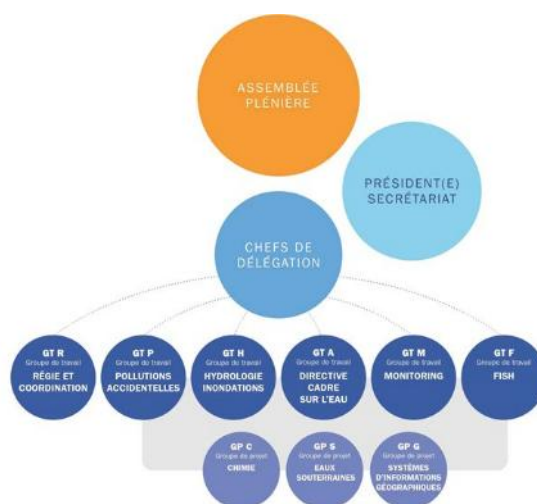 ASSEMBLÉE
PLÉNIÈRE
PRÉSIDENT(E)
SECRÉTARIAT
CHEFS DE
DÉLÉGATION
GT R
Groupe de travail
RÉGIE ET
COORDINATION
GT P
Groupe de travail
POLLUTIONS
ACCIDENTELLES
GT H
Groupe de travail
HYDROLOGIE
INONDATIONS
GT A
Groupe de travail
DIRECTIVE
CADRE
SUR L'EAU
GT M
Groupe de travail
MONITORING
GT F
Groupe de travail
FISH
GP C
Groupe de projet
CHIMIE
GP S
Groupe de projet
EAUX
SOUTERRAINES
GP G
Groupe de projet
SYSTÈMES
D'INFORMATIONS
GÉOGRAPHIQUES